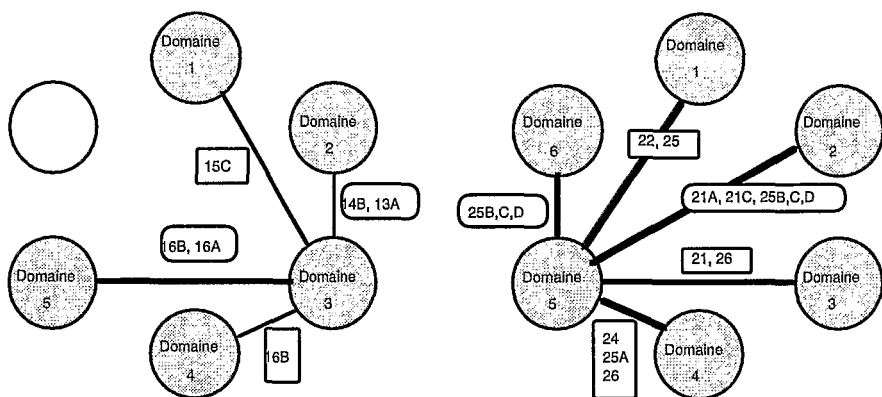 Domaine
1
Domaine
2
15C
14B, 13A
16B, 16A
Domaine
5
Domaine
3
16B
Domaine
4
Domaine
1
Domaine
6
Domaine
2
22, 25
25B,C,D
21A, 21C, 25B,C,D
21, 26
Domaine
5
Domaine
3
24
25A
26
Domaine
4